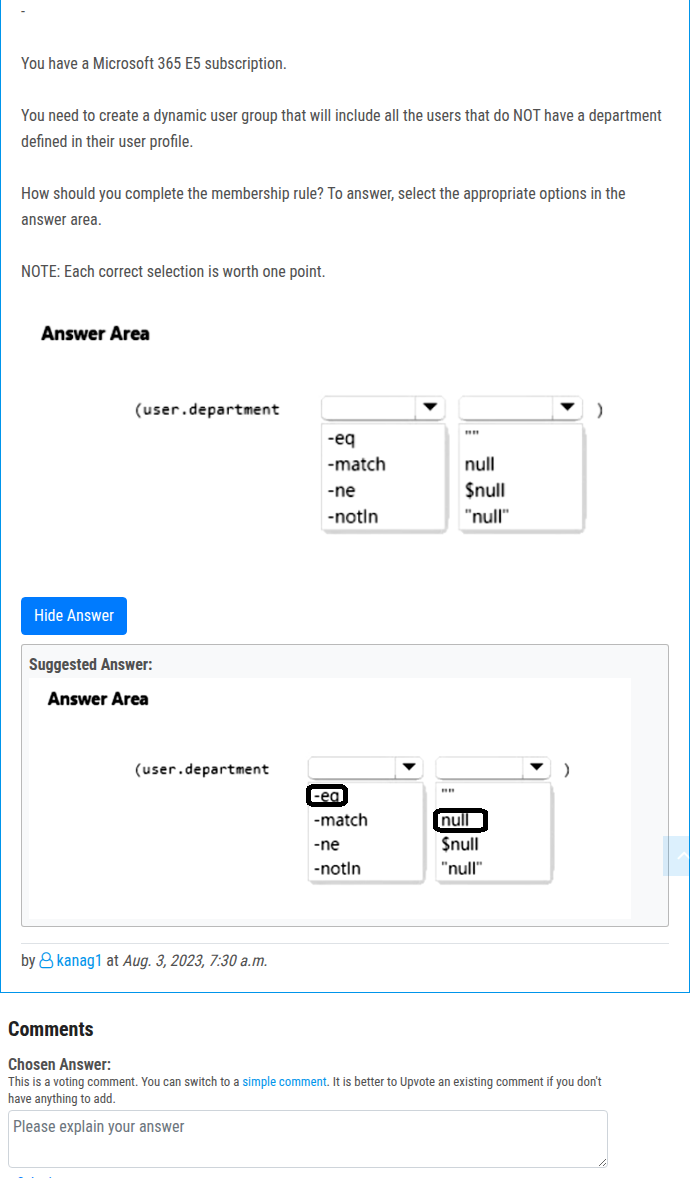 -
You have a Microsoft 365 E5 subscription.
You need to create a dynamic user group that will include all the users that do NOT have a department
defined in their user profile.
How should you complete the membership rule? To answer, select the appropriate options in the
answer area.
NOTE: Each correct selection is worth one point.
Answer Area
(user.department )
-eq ""
-match null
-ne $null
-notIn "null"
Hide Answer
Suggested Answer:
Answer Area
(user.department )
-eq ""
-match null
-ne $null
-notIn "null"
by kanag1 at Aug. 3, 2023, 7:30 a.m.
Comments
Chosen Answer:
This is a voting comment. You can switch to a simple comment. It is better to Upvote an existing comment if you don't
have anything to add.
Please explain your answer